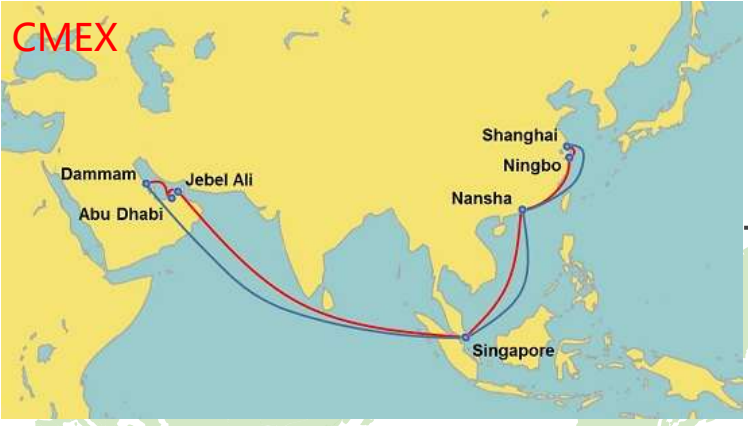 CMEX
Shanghai
Ningbo
Dammam
Jebel Ali
Nansha
Abu Dhabi
Singapore